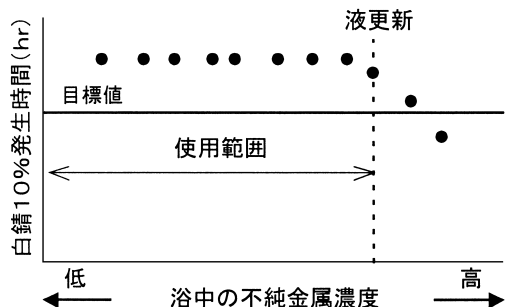 液更新
白錆10%発生時間(hr)
目標値
使用範囲
低
高
浴中の不純金属濃度